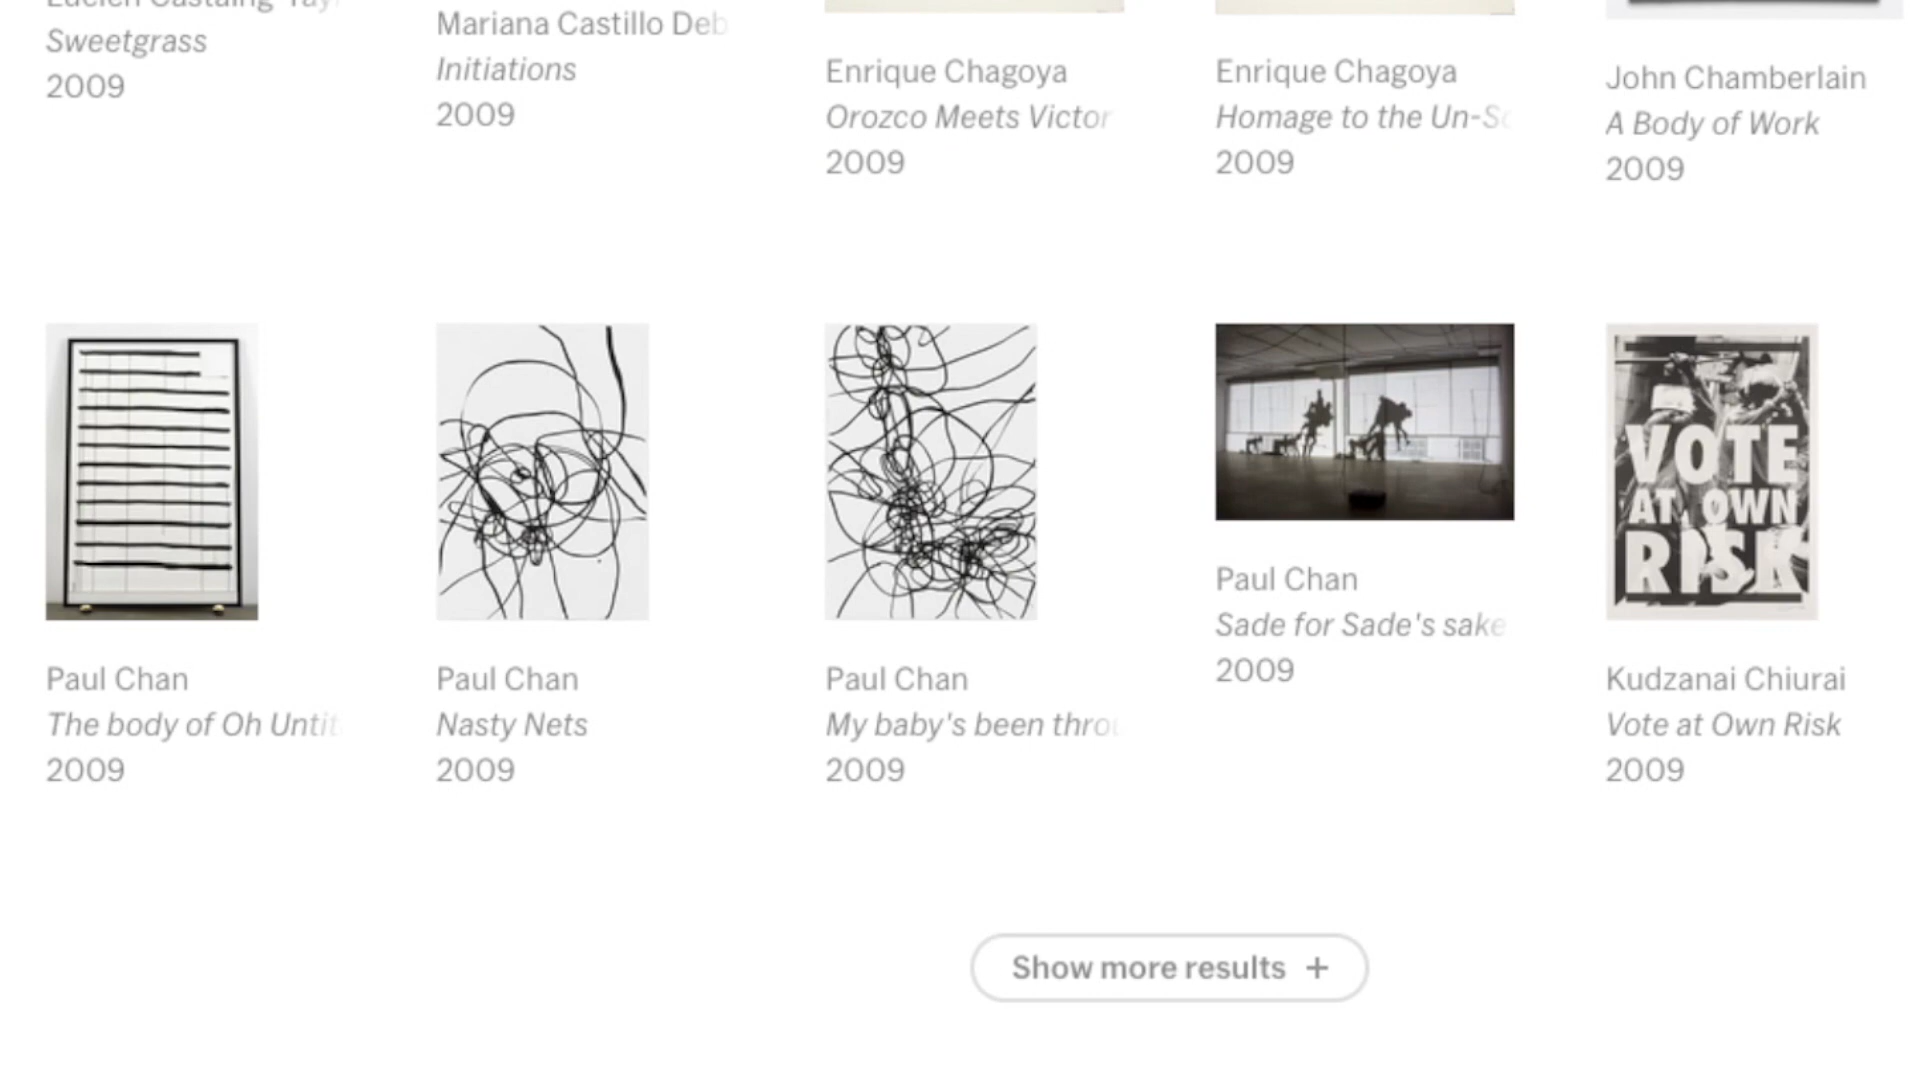 Sweetgrass
2009
Mariana Castillo Deb
Initiations
2009
Enrique Chagoya
Orozco Meets Victor
2009
Enrique Chagoya
Homage to the Un-Sc
2009
John Chamberlain
A Body of Work
2009
Paul Chan
The body of Oh Untit
2009
Paul Chan
Nasty Nets
2009
Paul Chan
My baby's been throu
2009
Paul Chan
Sade for Sade's sake
2009
VOTE
AT OWN
RISK
Kudzanai Chiurai
Vote at Own Risk
2009
Show more results +